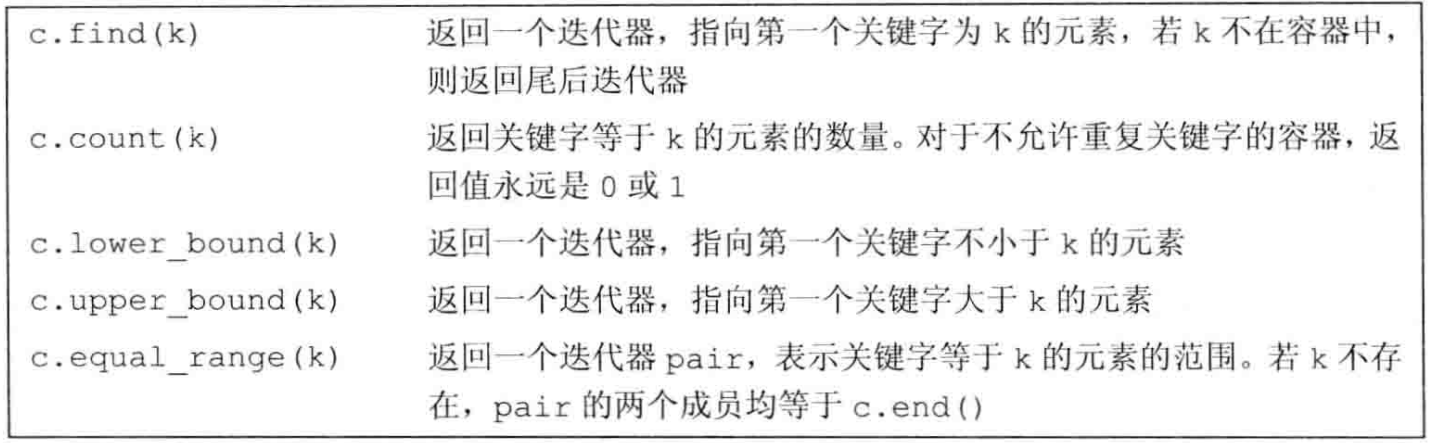 c.find(k) 返回一个迭代器，指向第一个关键字为 k 的元素，若 k 不在容器中，
则返回尾后迭代器
c.count(k) 返回关键字等于 k 的元素的数量。对于不允许重复关键字的容器，返
回值永远是 0 或 1
c.lower_bound(k) 返回一个迭代器，指向第一个关键字不小于 k 的元素
c.upper_bound(k) 返回一个迭代器，指向第一个关键字大于 k 的元素
c.equal_range(k) 返回一个迭代器 pair，表示关键字等于 k 的元素的范围。若 k 不存
在，pair 的两个成员均等于 c.end()